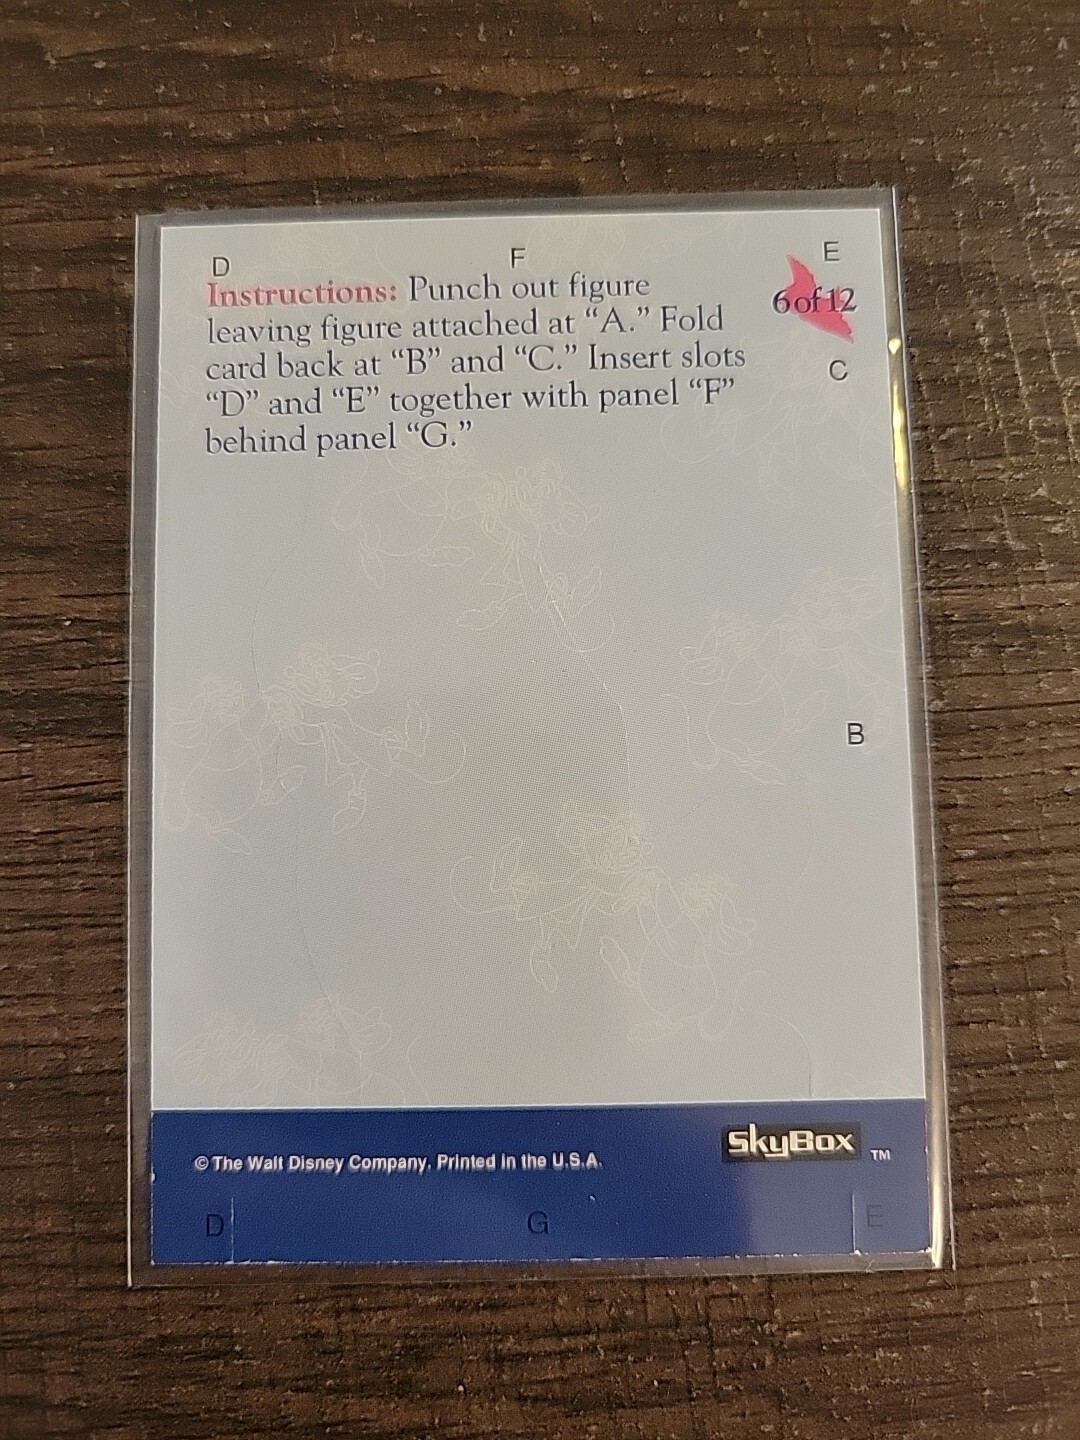 D F E
Instructions: Punch out figure
leaving figure attached at “A.” Fold
card back at “B” and “C.” Insert slots
“D” and “E” together with panel “F”
behind panel “G.”
6 of 12
C
B
© The Walt Disney Company. Printed in the U.S.A.
SkyBox TM
D G E